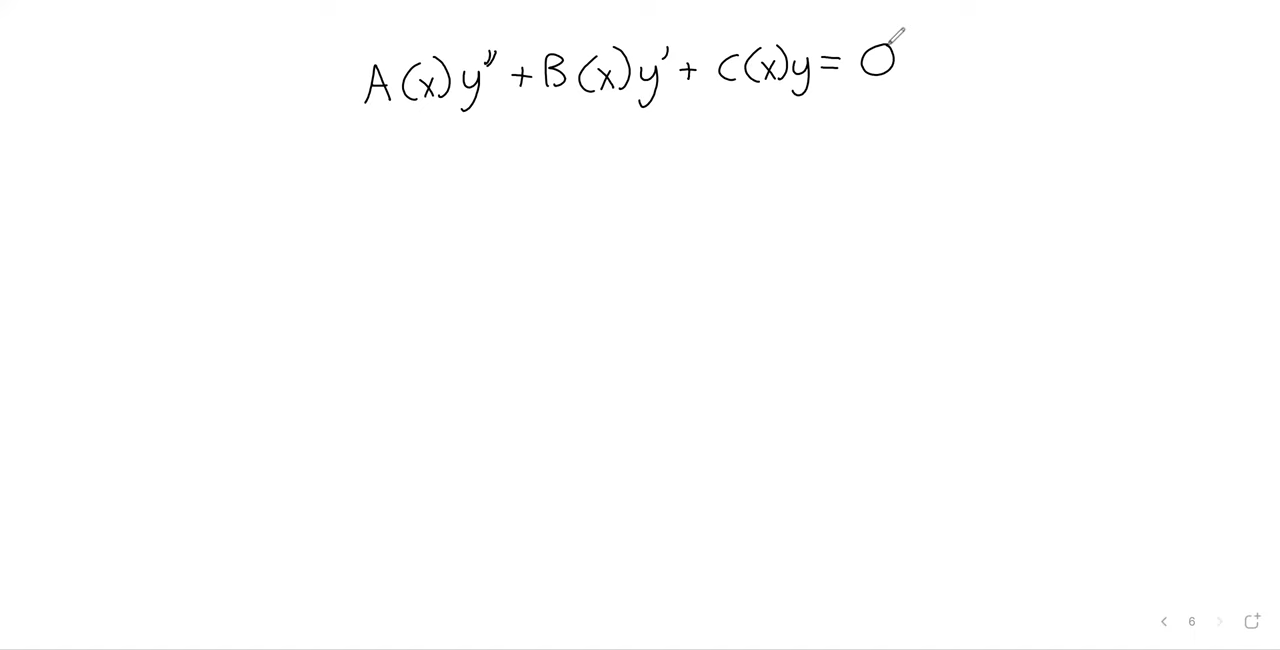 A(x)y'' + B(x)y' + C(x)y = 0
6